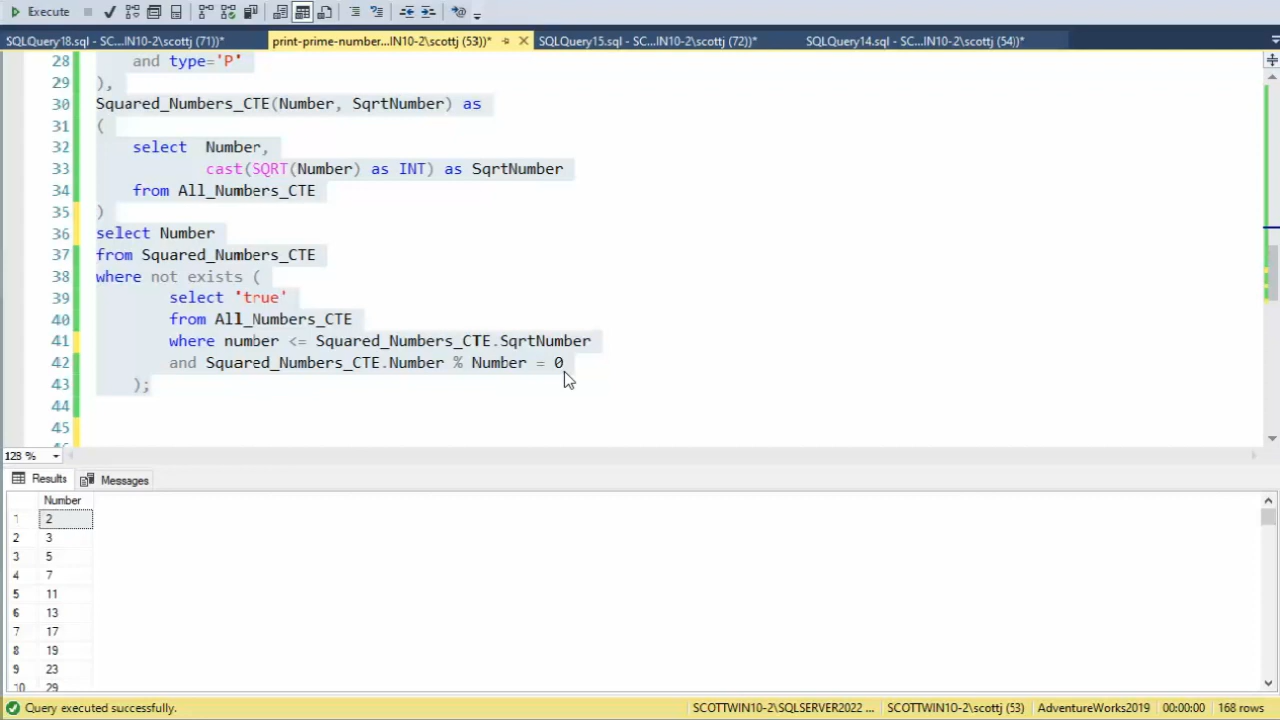 Execute
SQLQuery18.sql - SC...IN10-2\scottj (71))*
print-prime-number...IN10-2\scottj (53))*
SQLQuery15.sql - SC...IN10-2\scottj (72))*
SQLQuery14.sql - SC...IN10-2\scottj (54))*
28 and type='P'
29 ),
30 Squared_Numbers_CTE(Number, SqrtNumber) as
31 (
32 select Number,
33 cast(SQRT(Number) as INT) as SqrtNumber
34 from All_Numbers_CTE
35 )
36 select Number
37 from Squared_Numbers_CTE
38 where not exists (
39 select 'true'
40 from All_Numbers_CTE
41 where number <= Squared_Numbers_CTE.SqrtNumber
42 and Squared_Numbers_CTE.Number % Number = 0
43 );
44
45
128 %
Results Messages
Number
1 2
2 3
3 5
4 7
5 11
6 13
7 17
8 19
9 23
10 29
Query executed successfully. SCOTTWIN10-2\SQLSERVER2022 ... SCOTTWIN10-2\scottj (53) AdventureWorks2019 00:00:00 168 rows